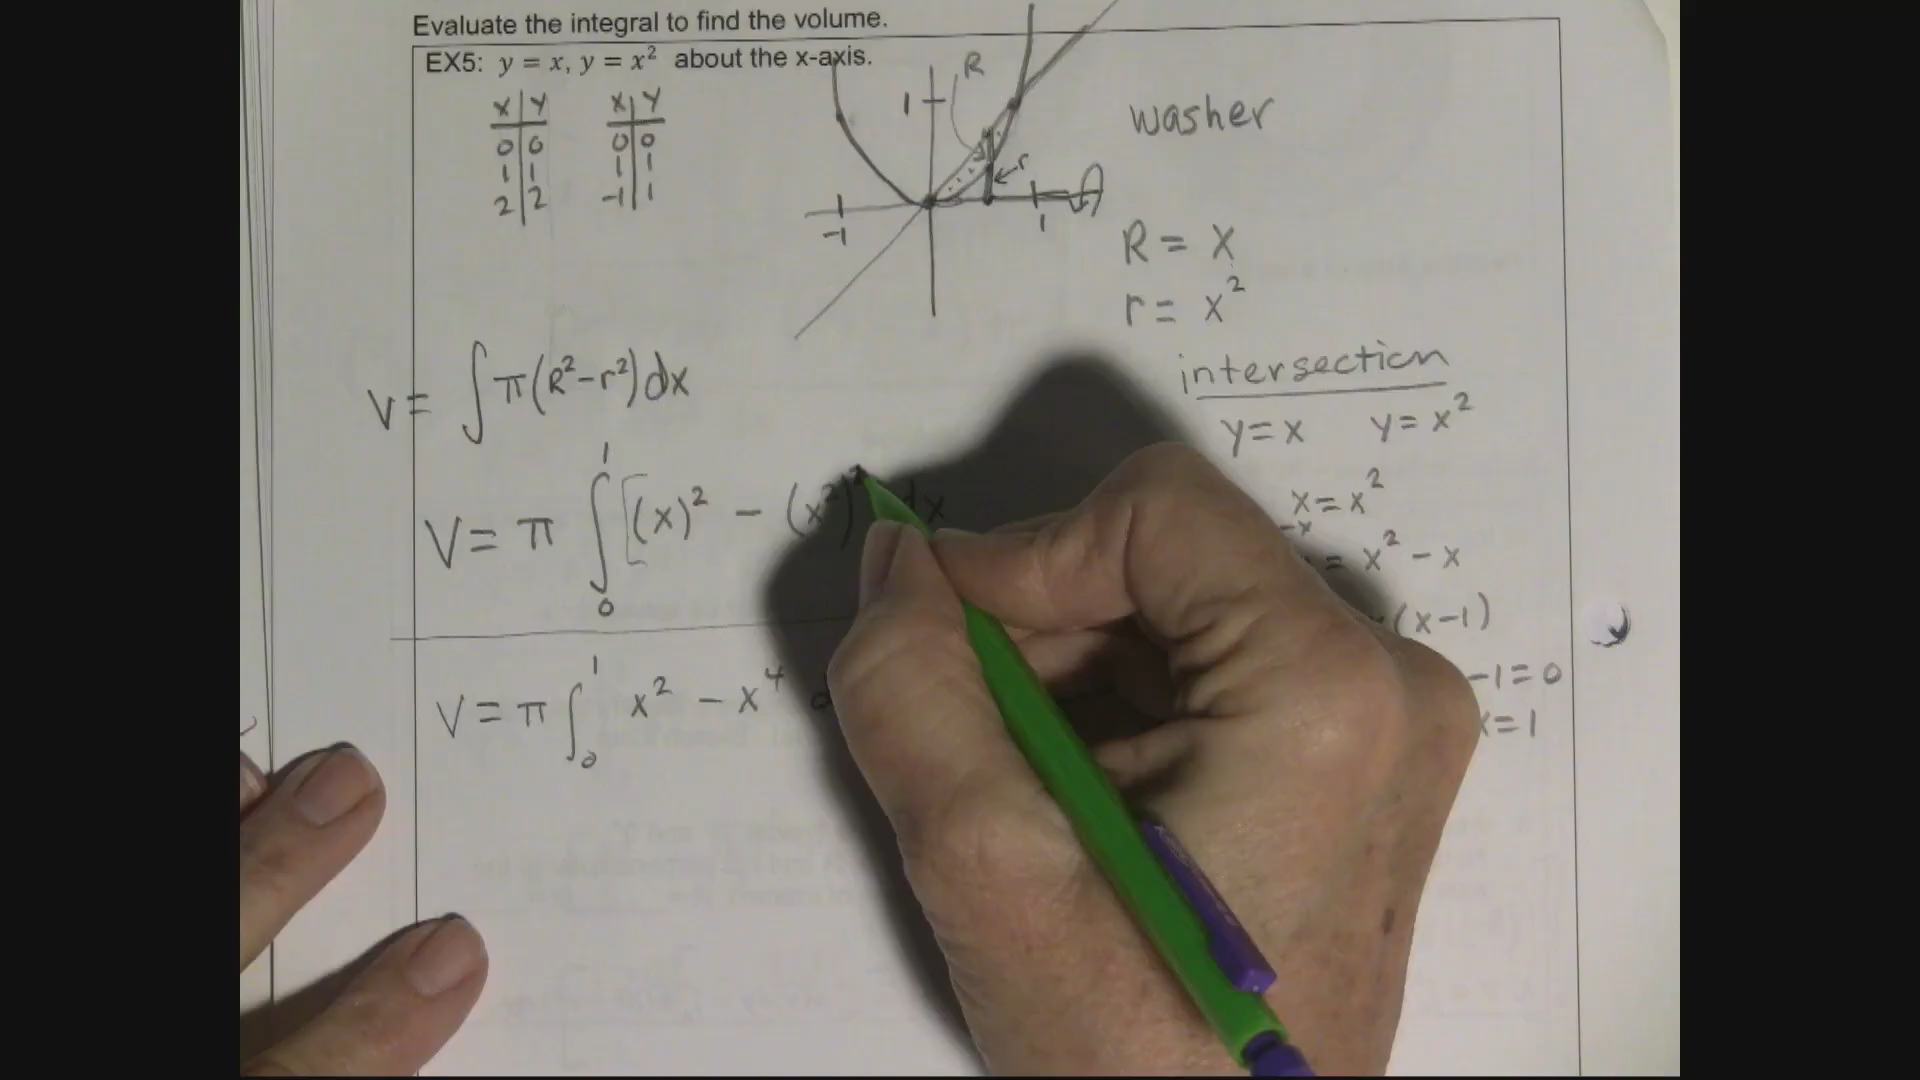 Evaluate the integral to find the volume.
EX5: y = x, y = x² about the x-axis.
X Y
0 0
1 1
2 2
X Y
0 0
1 1
-1 1
R
1
r
-1
1
washer
R = X
r = x²
V = ∫ π(R²-r²) dx
intersection
y = x y = x²
x = x²
-x
= x² - x
(x-1)
-1=0
x=1
V = π ∫₀¹ [(x)² - (x²)² dx
V = π ∫₀¹ x² - x⁴